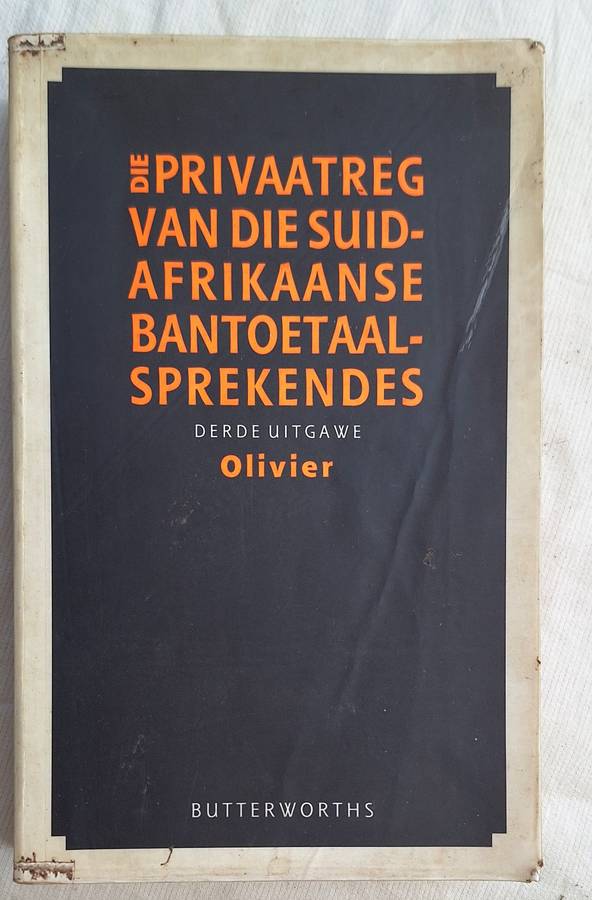 DIE PRIVAATREG
VAN DIE SUID-
AFRIKAANSE
BANTOETAAL-
SPREKENDES
DERDE UITGAWE
Olivier
BUTTERWORTHS